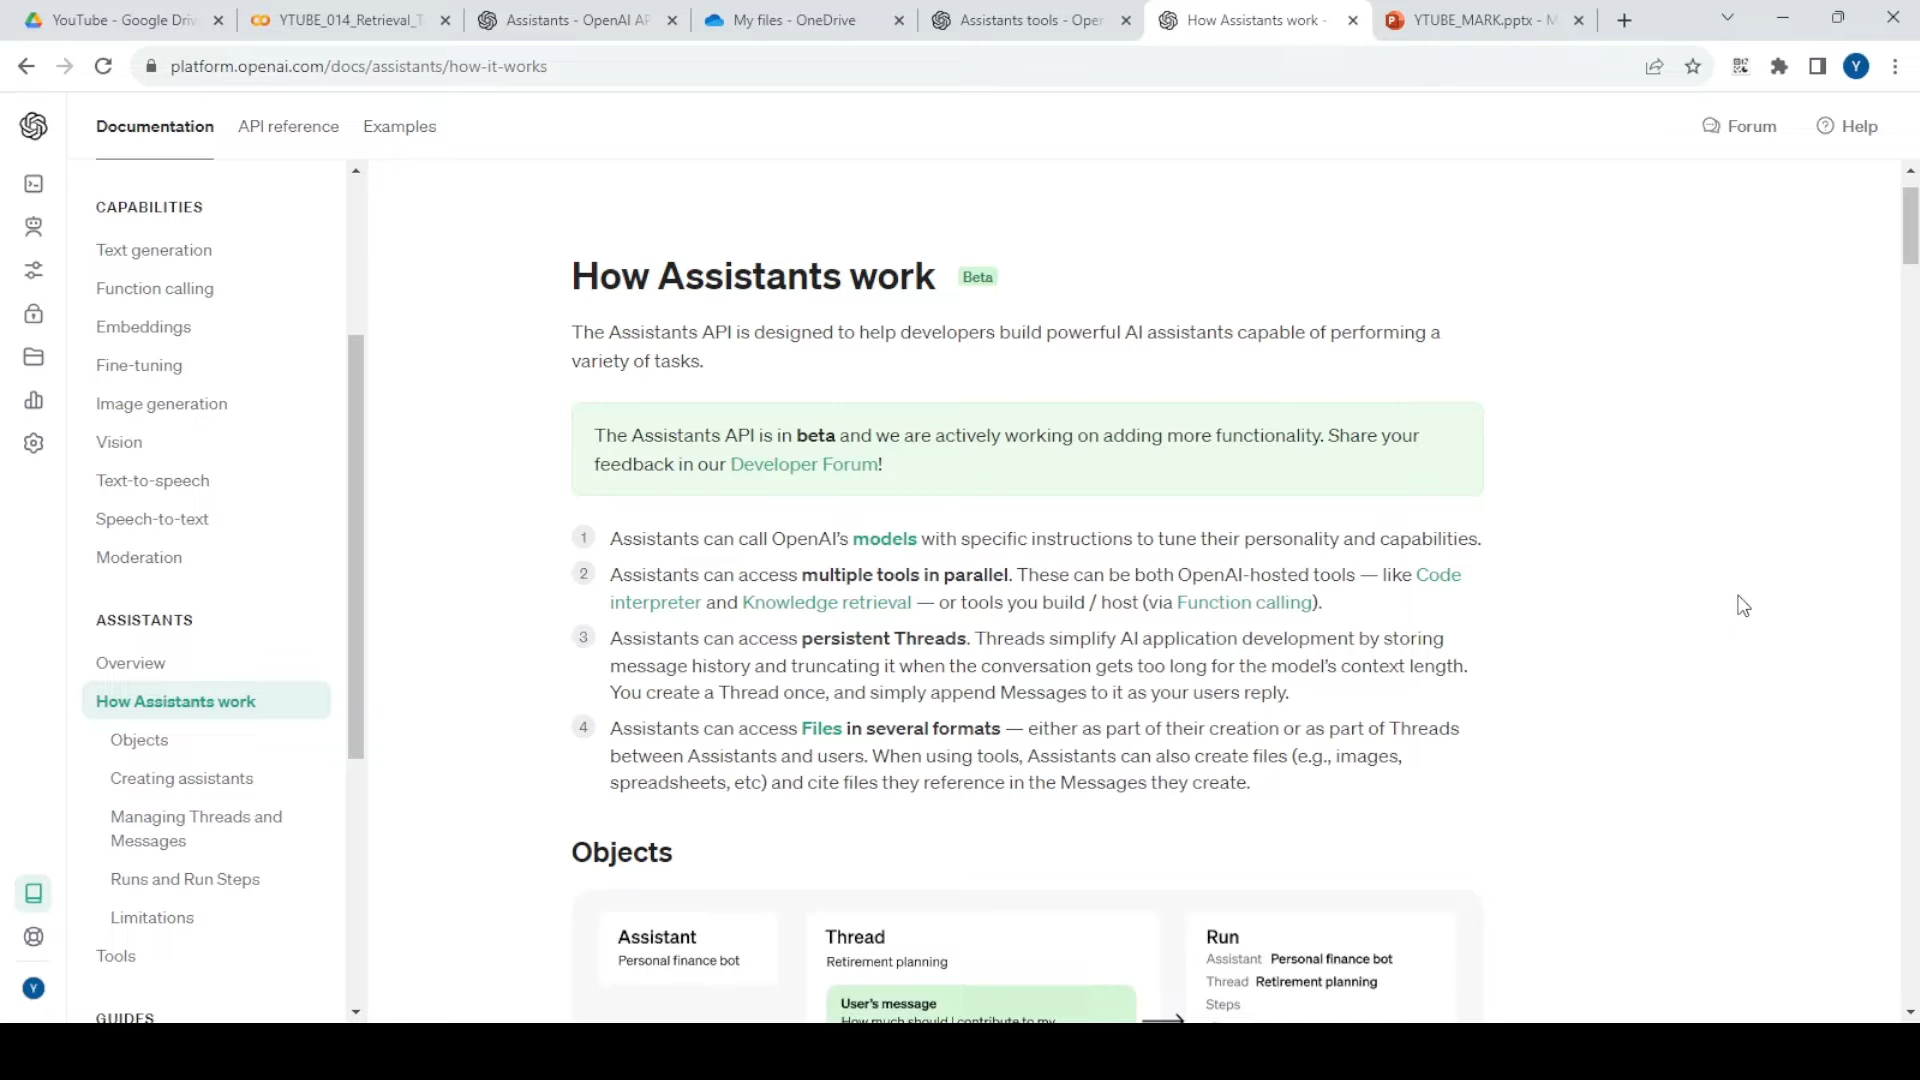 YouTube - Google Driv
YTUBE_014_Retrieval_T
Assistants - OpenAI AP
My files - OneDrive
Assistants tools - Open
How Assistants work -
YTUBE_MARK.pptx - M
platform.openai.com/docs/assistants/how-it-works
Y
Documentation
API reference
Examples
Forum
Help
CAPABILITIES
Text generation
Function calling
Embeddings
Fine-tuning
Image generation
Vision
Text-to-speech
Speech-to-text
Moderation
ASSISTANTS
Overview
How Assistants work
Objects
Creating assistants
Managing Threads and
Messages
Runs and Run Steps
Limitations
Tools
GUIDES
Y
How Assistants work Beta
The Assistants API is designed to help developers build powerful AI assistants capable of performing a
variety of tasks.
The Assistants API is in beta and we are actively working on adding more functionality. Share your
feedback in our Developer Forum!
1 Assistants can call OpenAI's models with specific instructions to tune their personality and capabilities.
2 Assistants can access multiple tools in parallel. These can be both OpenAI-hosted tools — like Code
interpreter and Knowledge retrieval — or tools you build / host (via Function calling).
3 Assistants can access persistent Threads. Threads simplify AI application development by storing
message history and truncating it when the conversation gets too long for the model's context length.
You create a Thread once, and simply append Messages to it as your users reply.
4 Assistants can access Files in several formats — either as part of their creation or as part of Threads
between Assistants and users. When using tools, Assistants can also create files (e.g., images,
spreadsheets, etc) and cite files they reference in the Messages they create.
Objects
Assistant
Personal finance bot
Thread
Retirement planning
User's message
How much should I contribute to my
Run
Assistant Personal finance bot
Thread Retirement planning
Steps